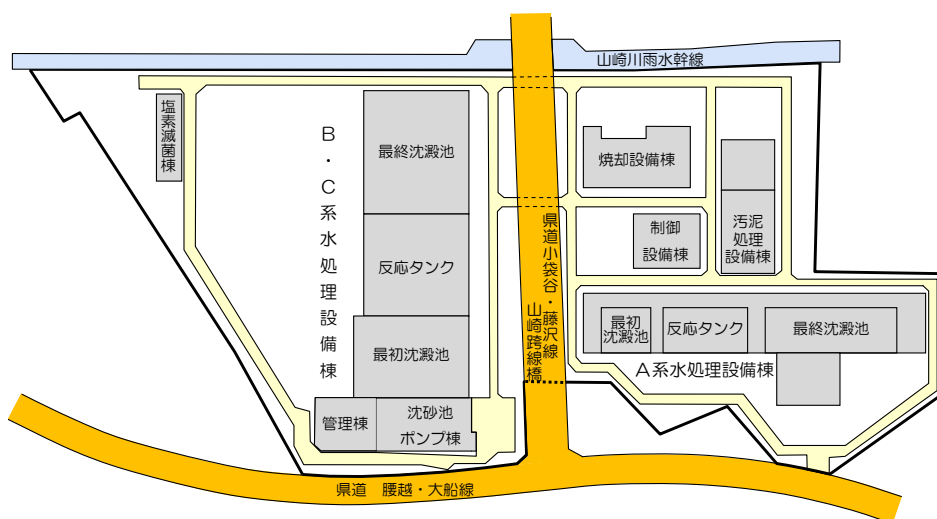 山崎川雨水幹線
塩素滅菌棟
B・C系水処理設備棟
最終沈澱池
反応タンク
最初沈澱池
管理棟
沈砂池
ポンプ棟
県道小袋谷・藤沢線
山崎跨線橋
焼却設備棟
制御
設備棟
汚泥
処理
設備棟
最初
沈澱池
反応タンク
最終沈澱池
A系水処理設備棟
県道　腰越・大船線